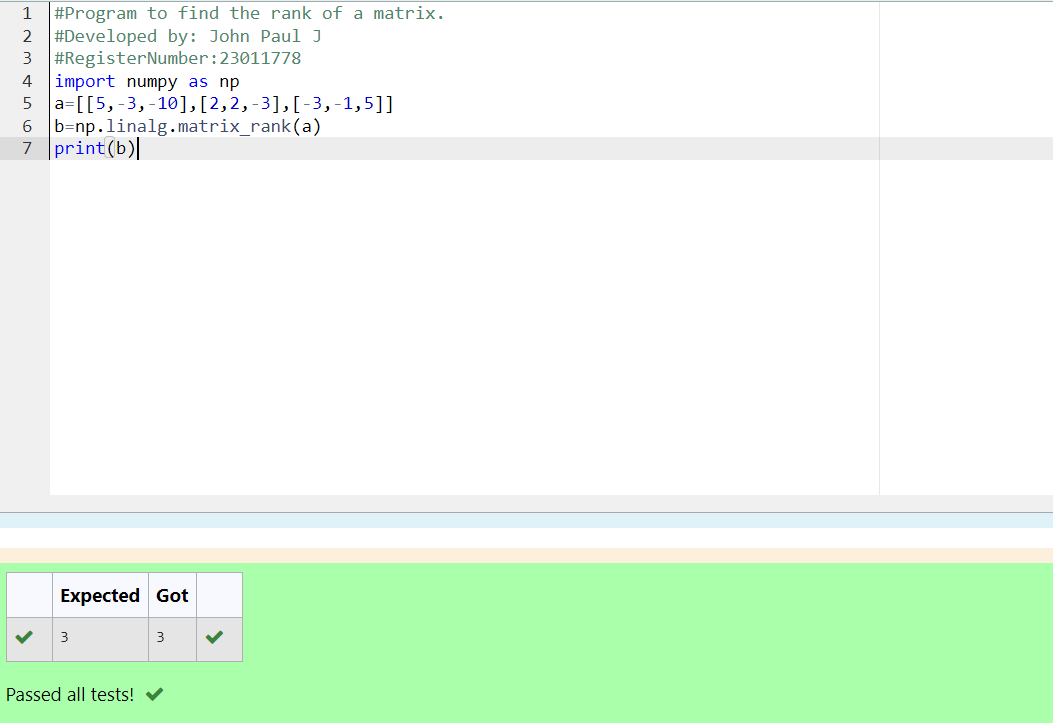 1 #Program to find the rank of a matrix.
2 #Developed by: John Paul J
3 #RegisterNumber:23011778
4 import numpy as np
5 a=[[5,-3,-10],[2,2,-3],[-3,-1,5]]
6 b=np.linalg.matrix_rank(a)
7 print(b)
Expected Got
3 3
Passed all tests!